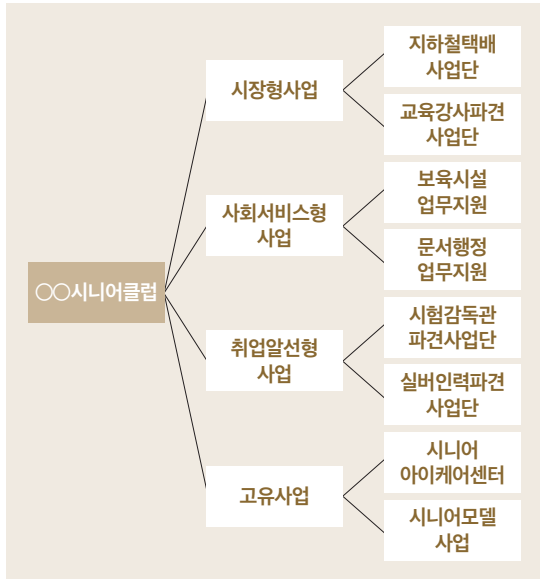 ○○시니어클럽
시장형사업
지하철택배
사업단
교육강사파견
사업단
사회서비스형
사업
보육시설
업무지원
문서행정
업무지원
취업알선형
사업
시험감독관
파견사업단
실버인력파견
사업단
고유사업
시니어
아이케어센터
시니어모델
사업